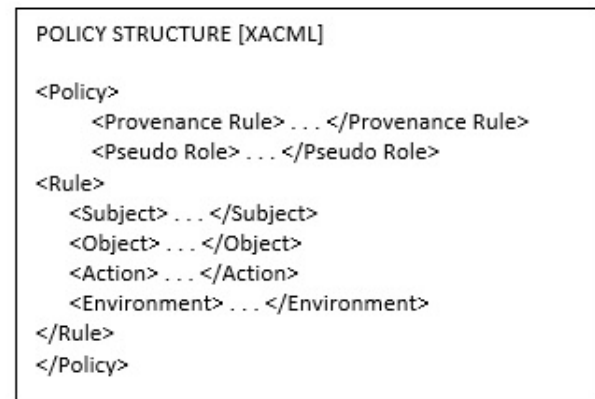 POLICY STRUCTURE [XACML]
<Policy>
<Provenance Rule> . . . </Provenance Rule>
<Pseudo Role> . . . </Pseudo Role>
<Rule>
<Subject> . . . </Subject>
<Object> . . . </Object>
<Action> . . . </Action>
<Environment> . . . </Environment>
</Rule>
</Policy>